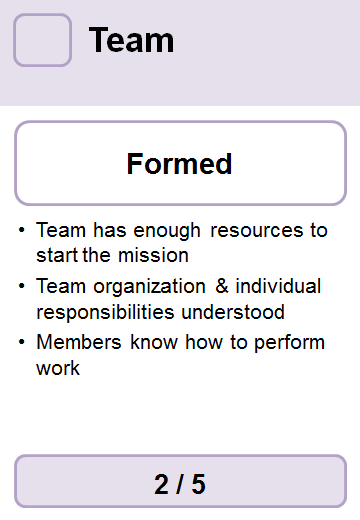 Team
Formed
• Team has enough resources to
start the mission
• Team organization & individual
responsibilities understood
• Members know how to perform
work
2 / 5